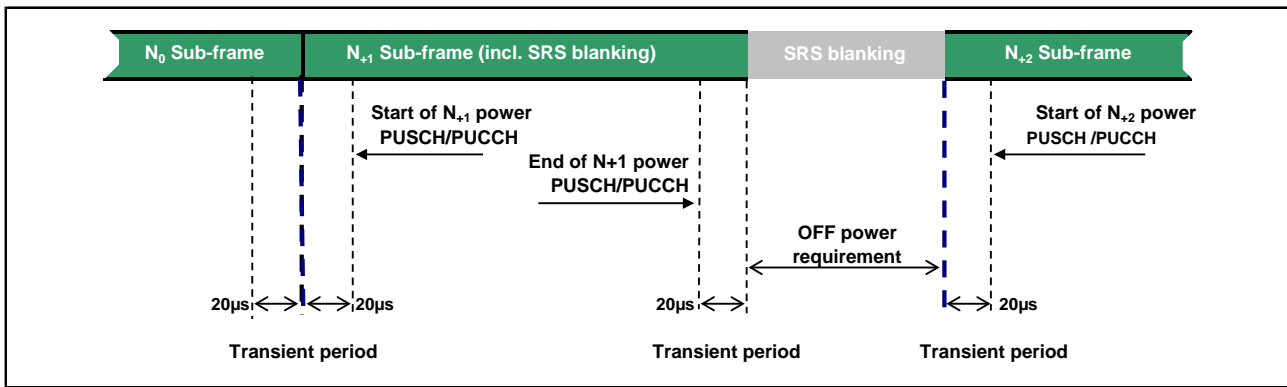 N0 Sub-frame
N+1 Sub-frame (incl. SRS blanking)
SRS blanking
N+2 Sub-frame
Start of N+1 power
PUSCH/PUCCH
End of N+1 power
PUSCH/PUCCH
Start of N+2 power
PUSCH /PUCCH
OFF power
requirement
20µs
20µs
20µs
20µs
Transient period
Transient period
Transient period